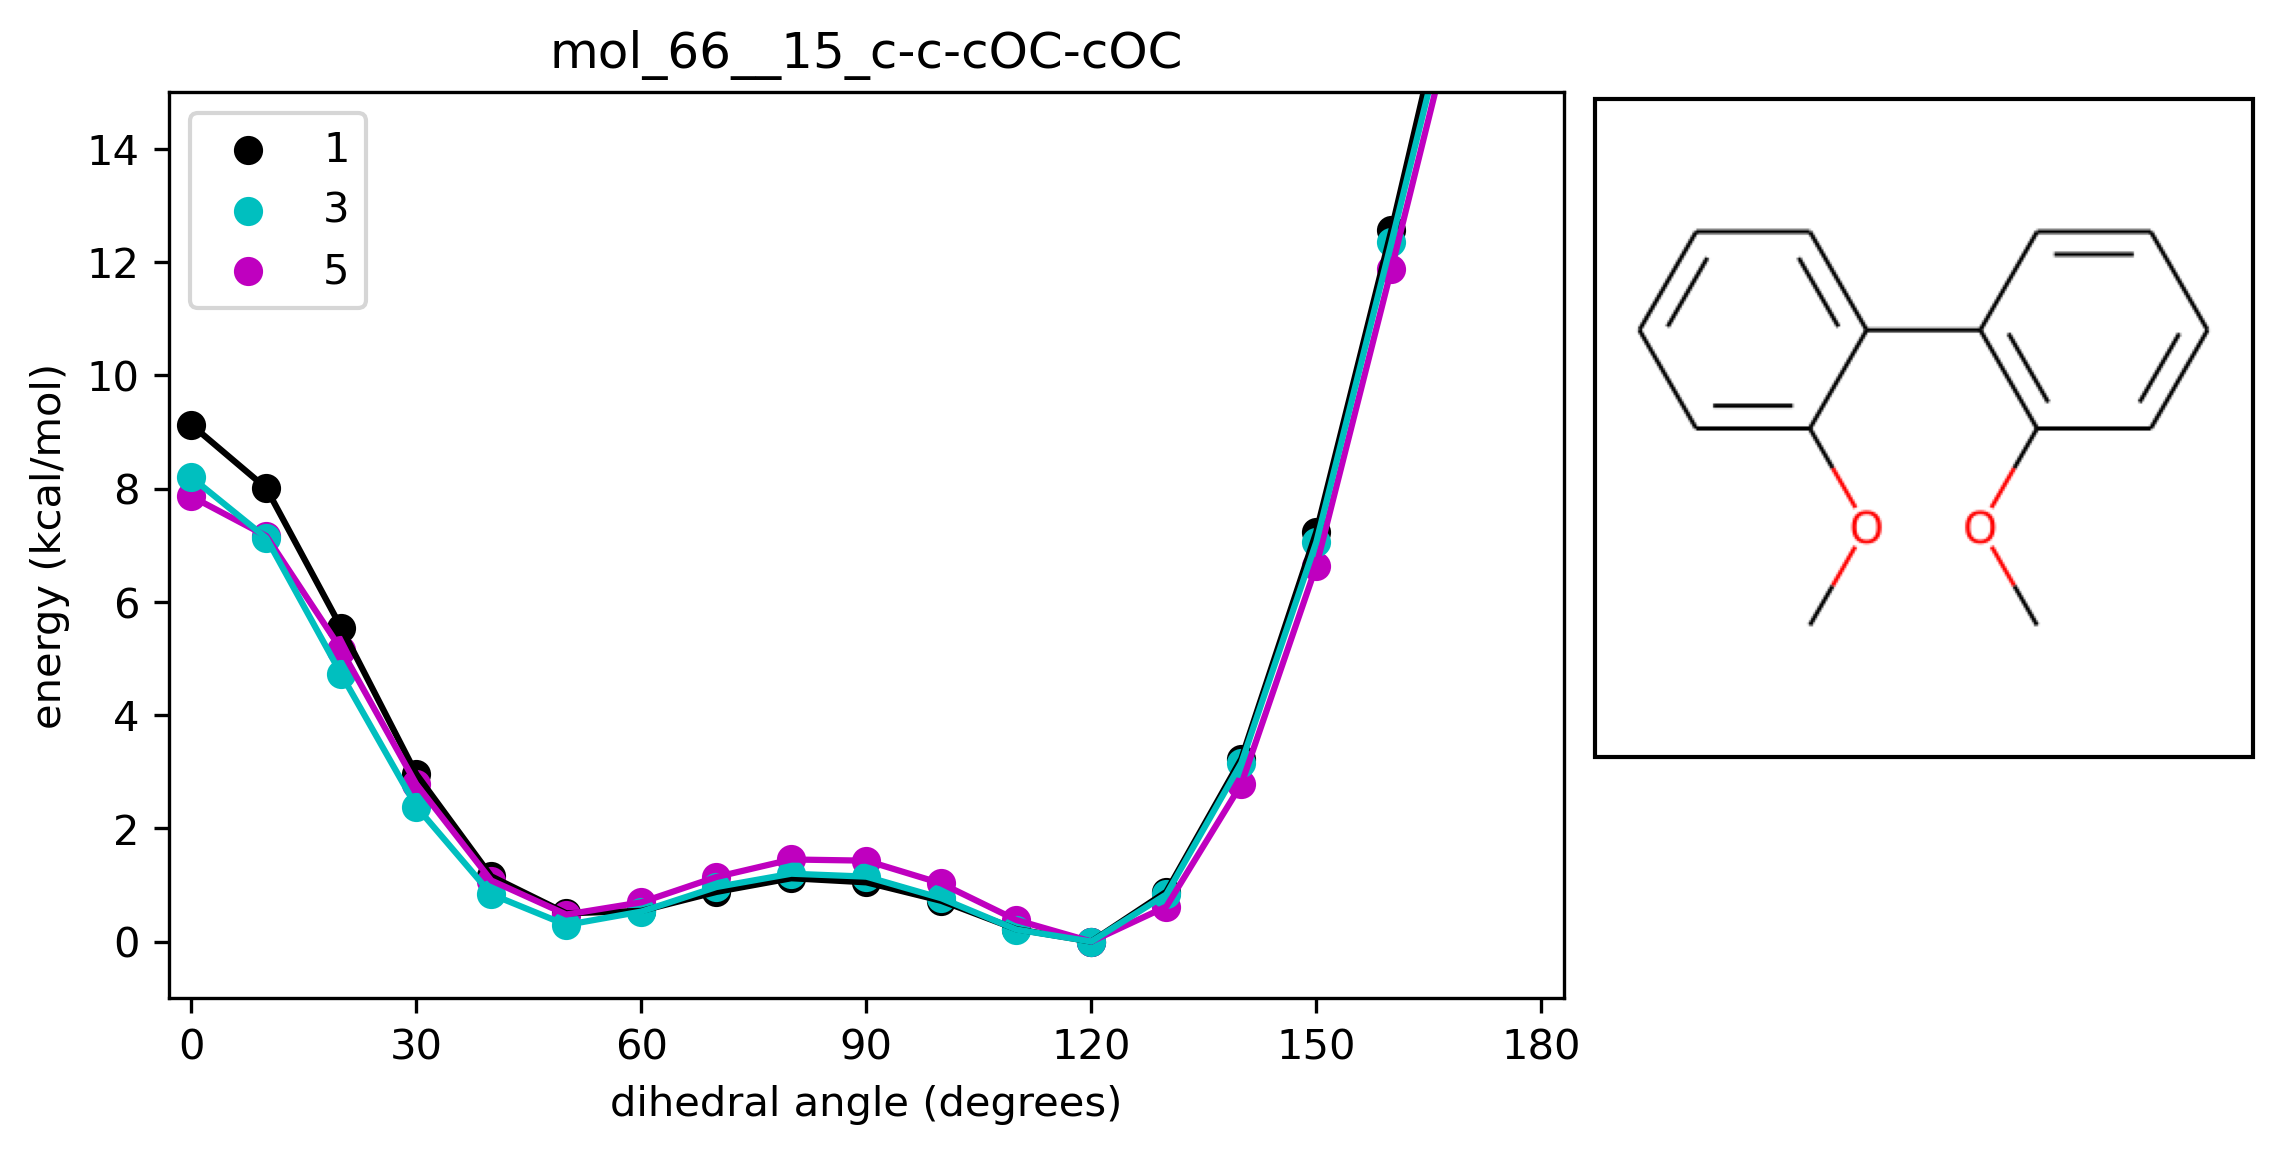 mol_66__15_c-c-cOC-cOC
1
3
5
14
12
10
8
6
4
2
0
energy (kcal/mol)
0 30 60 90 120 150 180
dihedral angle (degrees)
O O